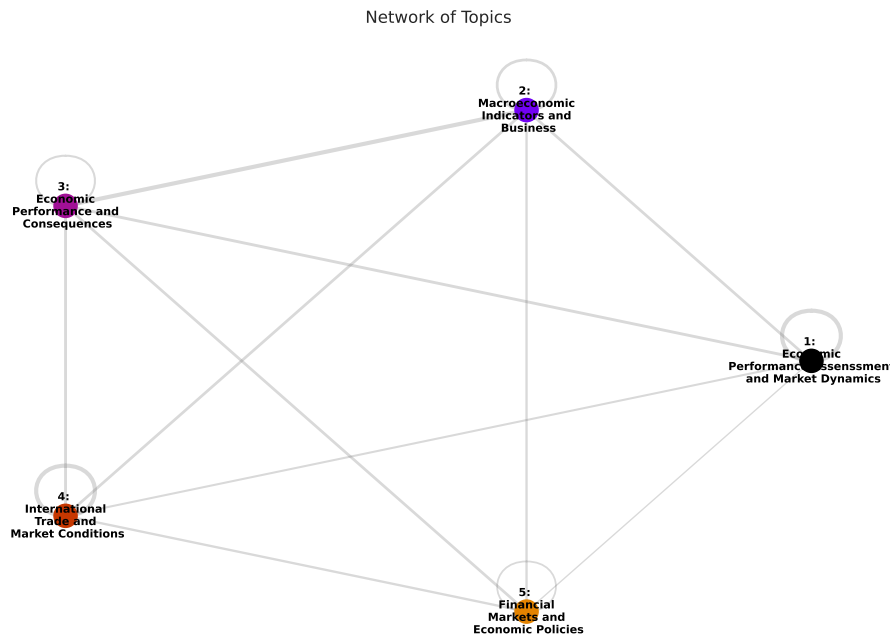 Network of Topics
2:
Macroeconomic
Indicators and
Business
3:
Economic
Performance and
Consequences
1:
Economic
Performance Assenssmen
and Market Dynamics
4:
International
Trade and
Market Conditions
5:
Financial
Markets and
Economic Policies